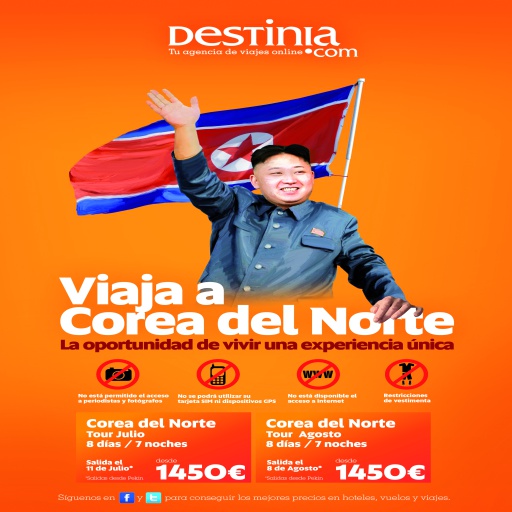 DESTINIA
.com
Tu agencia de viajes online
Viaja a
Corea del Norte
La oportunidad de vivir una experiencia única
No está permitido el acceso
a periodistas y fotógrafos
No se podrá utilizar su
tarjeta SIM ni dispositivos GPS
WWW
No está disponible el
acceso a Internet
Restricciones
de vestimenta
Corea del Norte
Tour Julio
8 días / 7 noches
Salida el
11 de Julio*
*Salidas desde Pekín
desde
1450€
Corea del Norte
Tour Agosto
8 días / 7 noches
Salida el
8 de Agosto*
*Salidas desde Pekín
desde
1450€
Síguenos en f y t para conseguir los mejores precios en hoteles, vuelos y viajes.